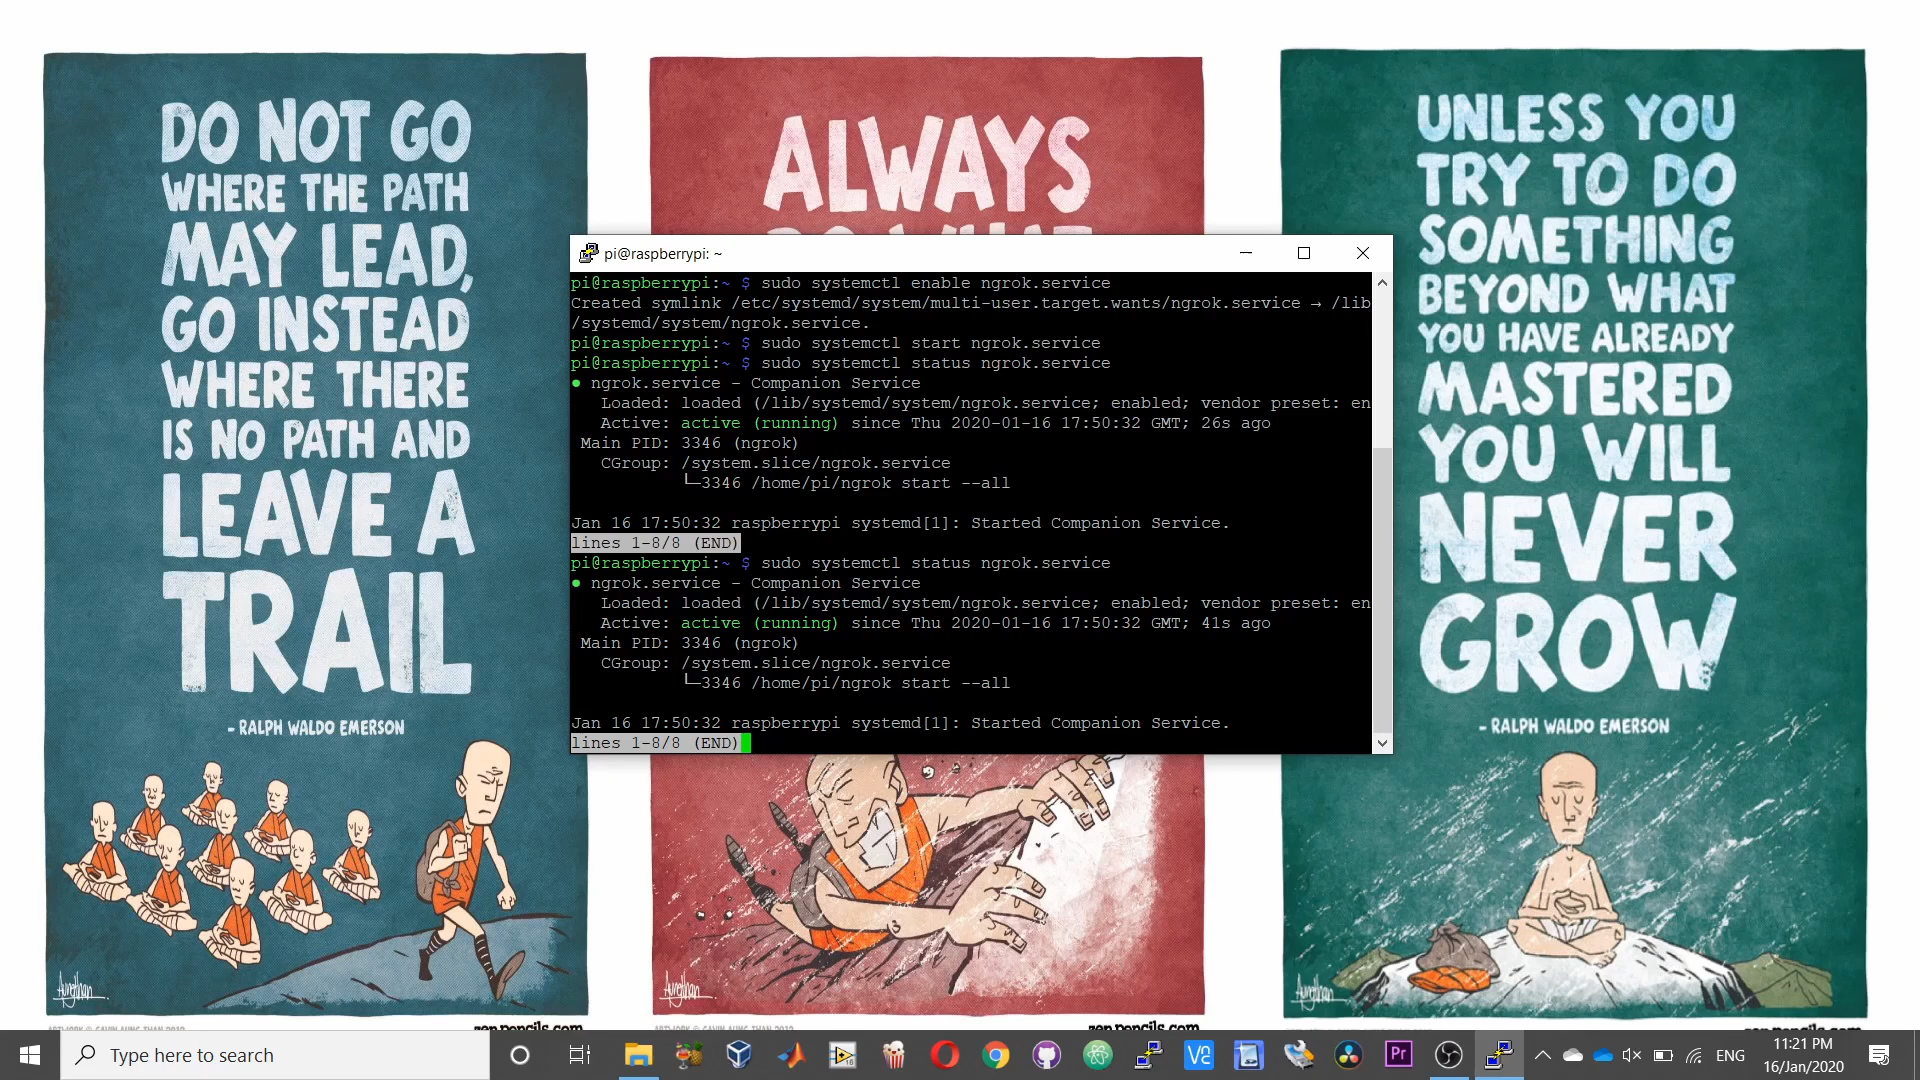 DO NOT GO
WHERE THE PATH
MAY LEAD,
GO INSTEAD
WHERE THERE
IS NO PATH AND
LEAVE A
TRAIL
- RALPH WALDO EMERSON
ALWAYS
pi@raspberrypi: ~
pi@raspberrypi:~ $ sudo systemctl enable ngrok.service
Created symlink /etc/systemd/system/multi-user.target.wants/ngrok.service → /lib
/systemd/system/ngrok.service.
pi@raspberrypi:~ $ sudo systemctl start ngrok.service
pi@raspberrypi:~ $ sudo systemctl status ngrok.service
● ngrok.service - Companion Service
Loaded: loaded (/lib/systemd/system/ngrok.service; enabled; vendor preset: en
Active: active (running) since Thu 2020-01-16 17:50:32 GMT; 26s ago
Main PID: 3346 (ngrok)
CGroup: /system.slice/ngrok.service
└─3346 /home/pi/ngrok start --all
Jan 16 17:50:32 raspberrypi systemd[1]: Started Companion Service.
lines 1-8/8 (END)
pi@raspberrypi:~ $ sudo systemctl status ngrok.service
● ngrok.service - Companion Service
Loaded: loaded (/lib/systemd/system/ngrok.service; enabled; vendor preset: en
Active: active (running) since Thu 2020-01-16 17:50:32 GMT; 41s ago
Main PID: 3346 (ngrok)
CGroup: /system.slice/ngrok.service
└─3346 /home/pi/ngrok start --all
Jan 16 17:50:32 raspberrypi systemd[1]: Started Companion Service.
lines 1-8/8 (END)
UNLESS YOU
TRY TO DO
SOMETHING
BEYOND WHAT
YOU HAVE ALREADY
MASTERED
YOU WILL
NEVER
GROW
- RALPH WALDO EMERSON
Type here to search
Pr
ENG
11:21 PM
16/Jan/2020